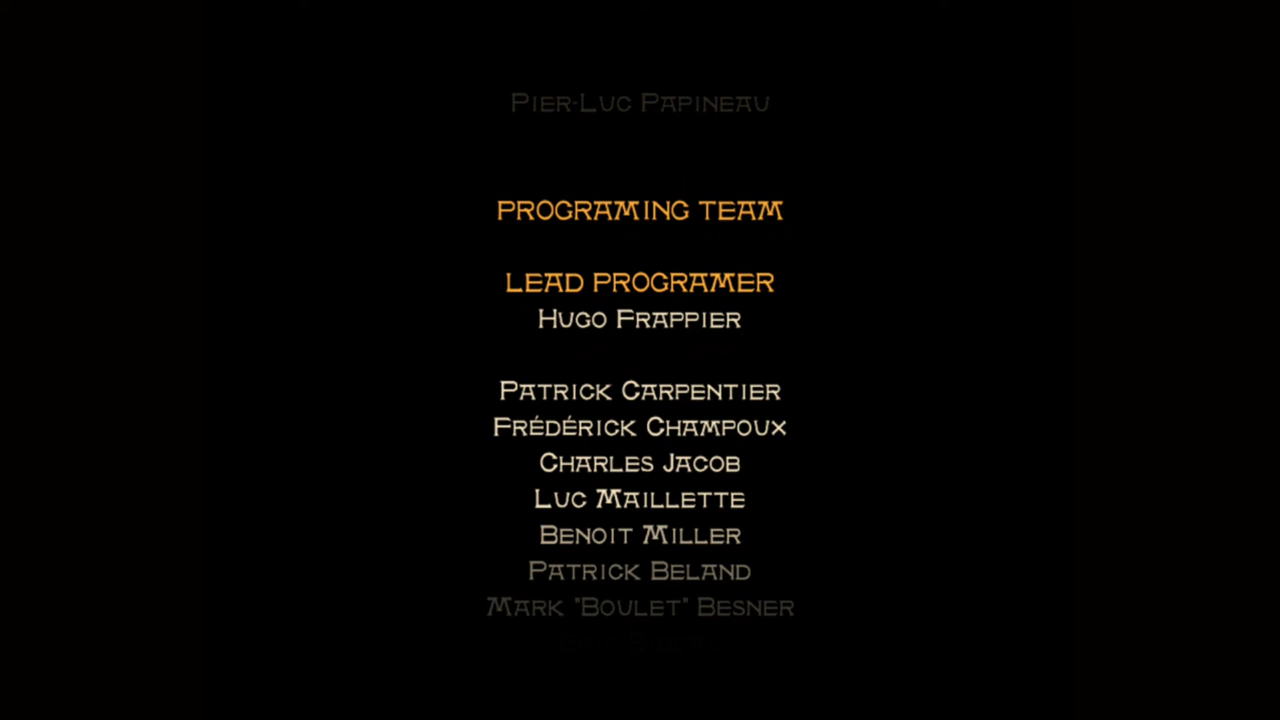 Pier-Luc Papineau
PROGRAMING TEAM
LEAD PROGRAMER
Hugo Frappier
Patrick Carpentier
Frédérick Champoux
Charles Jacob
Luc Maillette
Benoit Miller
Patrick Beland
Mark "Boulet" Besner